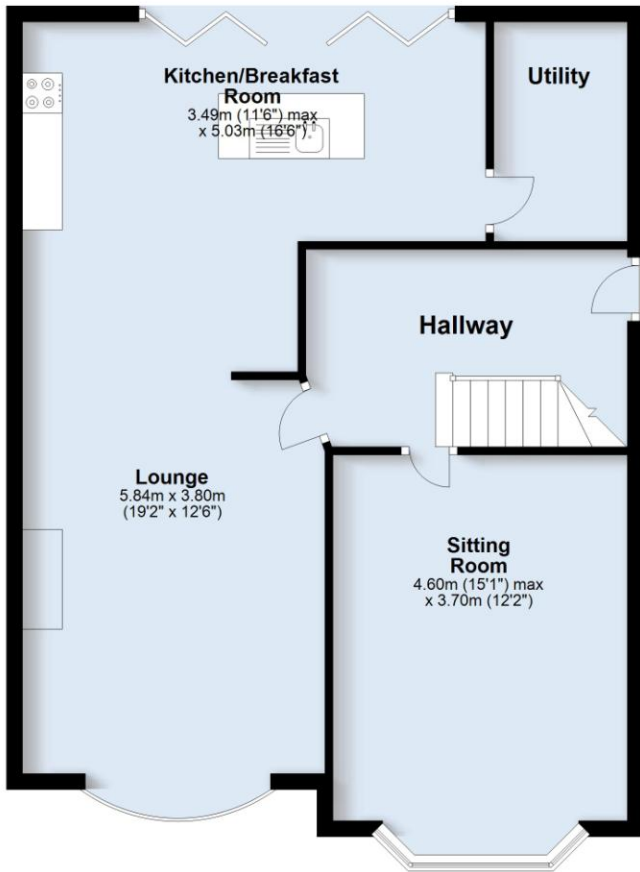 Kitchen/Breakfast
Room
3.49m (11'6") max
x 5.03m (16'6")
Utility
Hallway
Lounge
5.84m x 3.80m
(19'2" x 12'6")
Sitting
Room
4.60m (15'1") max
x 3.70m (12'2")